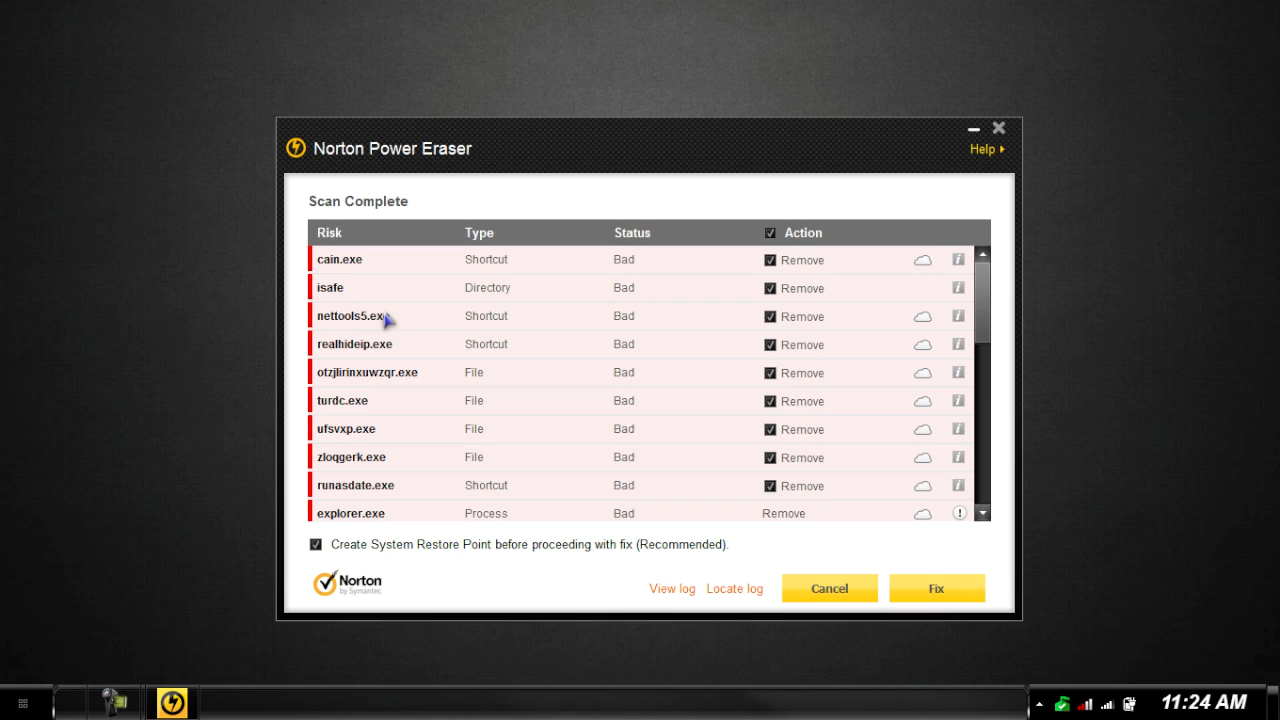 Norton Power Eraser
Help
Scan Complete
Risk Type Status Action
cain.exe Shortcut Bad Remove
isafe Directory Bad Remove
nettools5.exe Shortcut Bad Remove
realhideip.exe Shortcut Bad Remove
otzjlirinxuwzqr.exe File Bad Remove
turdc.exe File Bad Remove
ufsvxp.exe File Bad Remove
zloqgerk.exe File Bad Remove
runasdate.exe Shortcut Bad Remove
explorer.exe Process Bad Remove
Create System Restore Point before proceeding with fix (Recommended).
Norton
by Symantec
View log Locate log Cancel Fix
11:24 AM